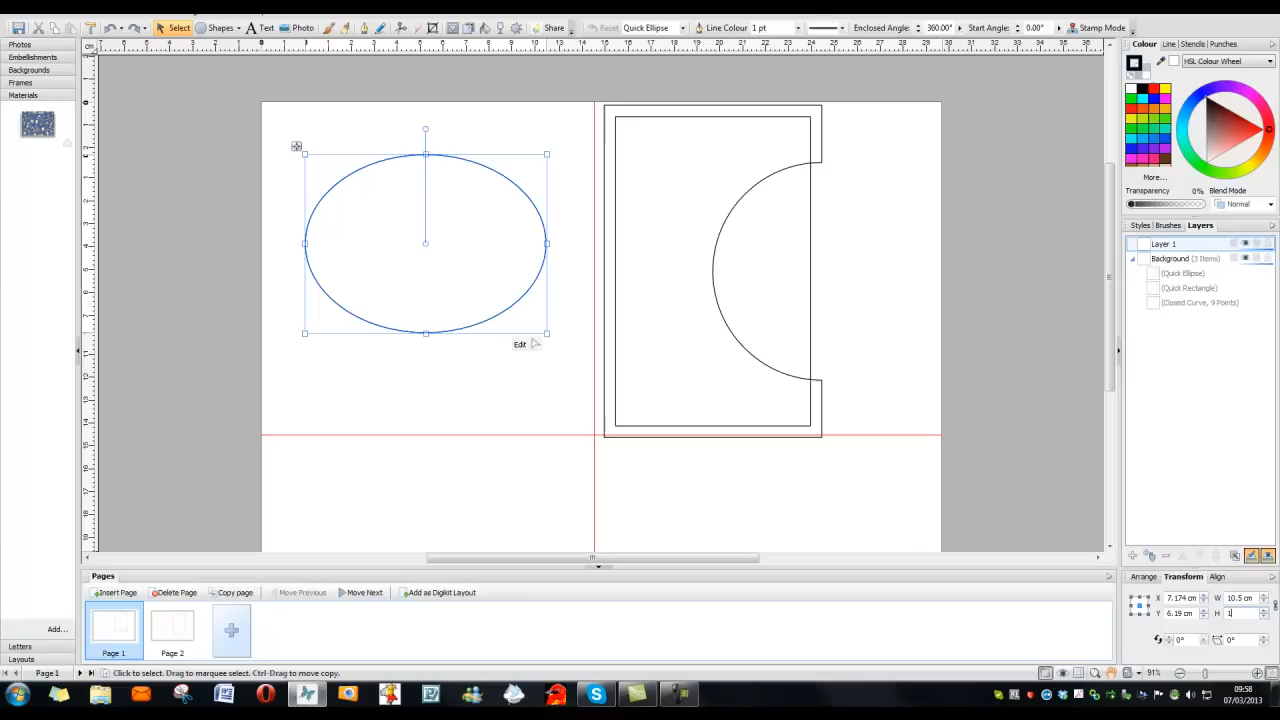 Select Shapes Text Photo Share Reset Quick Ellipse Line Colour 1 pt Enclosed Angle: 360.00° Start Angle: 0.00° Stamp Mode
Photos
Embellishments
Backgrounds
Frames
Materials
Add...
Letters
Layouts
cm
Edit
Colour Line Stencils Punches
HSL Colour Wheel
More...
Transparency 0% Blend Mode
Normal
Styles Brushes Layers
Layer 1
Background (3 Items)
(Quick Ellipse)
(Quick Rectangle)
(Closed Curve, 9 Points)
Arrange Transform Align
X 7.174 cm W 10.5 cm
Y 6.19 cm H 1
0° 0°
Pages
Insert Page Delete Page Copy page Move Previous Move Next Add as Digikit Layout
Page 1 Page 2
Page 1 Click to select. Drag to marquee select. Ctrl-Drag to move copy. 91%
09:58
07/03/2013